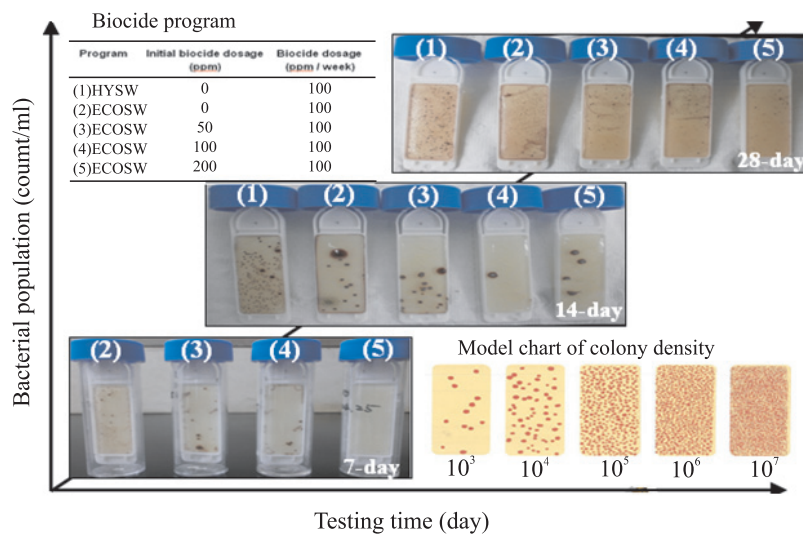 Biocide program
Program Initial biocide dosage (ppm) Biocide dosage (ppm / week)
(1)HYSW 0 100
(2)ECOSW 0 100
(3)ECOSW 50 100
(4)ECOSW 100 100
(5)ECOSW 200 100
(1) (2) (3) (4) (5)
28-day
(1) (2) (3) (4) (5)
14-day
(2) (3) (4) (5)
7-day
Model chart of colony density
10³ 10⁴ 10⁵ 10⁶ 10⁷
Bacterial population (coumt/ml)
Testing time (day)